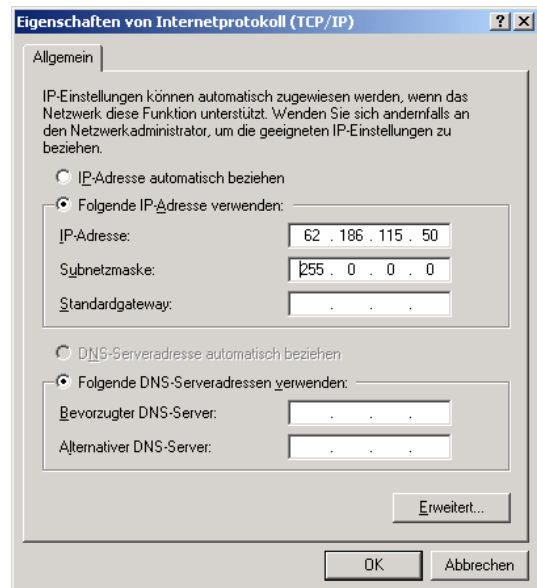 Eigenschaften von Internetprotokoll (TCP/IP)
Allgemein
IP-Einstellungen können automatisch zugewiesen werden, wenn das
Netzwerk diese Funktion unterstützt. Wenden Sie sich andernfalls an
den Netzwerkadministrator, um die geeigneten IP-Einstellungen zu
beziehen.
IP-Adresse automatisch beziehen
Folgende IP-Adresse verwenden:
IP-Adresse: 62 . 186 . 115 . 50
Subnetzmaske: 255 . 0 . 0 . 0
Standardgateway: . . .
DNS-Serveradresse automatisch beziehen
Folgende DNS-Serveradressen verwenden:
Bevorzugter DNS-Server: . . .
Alternativer DNS-Server: . . .
Erweitert...
OK Abbrechen